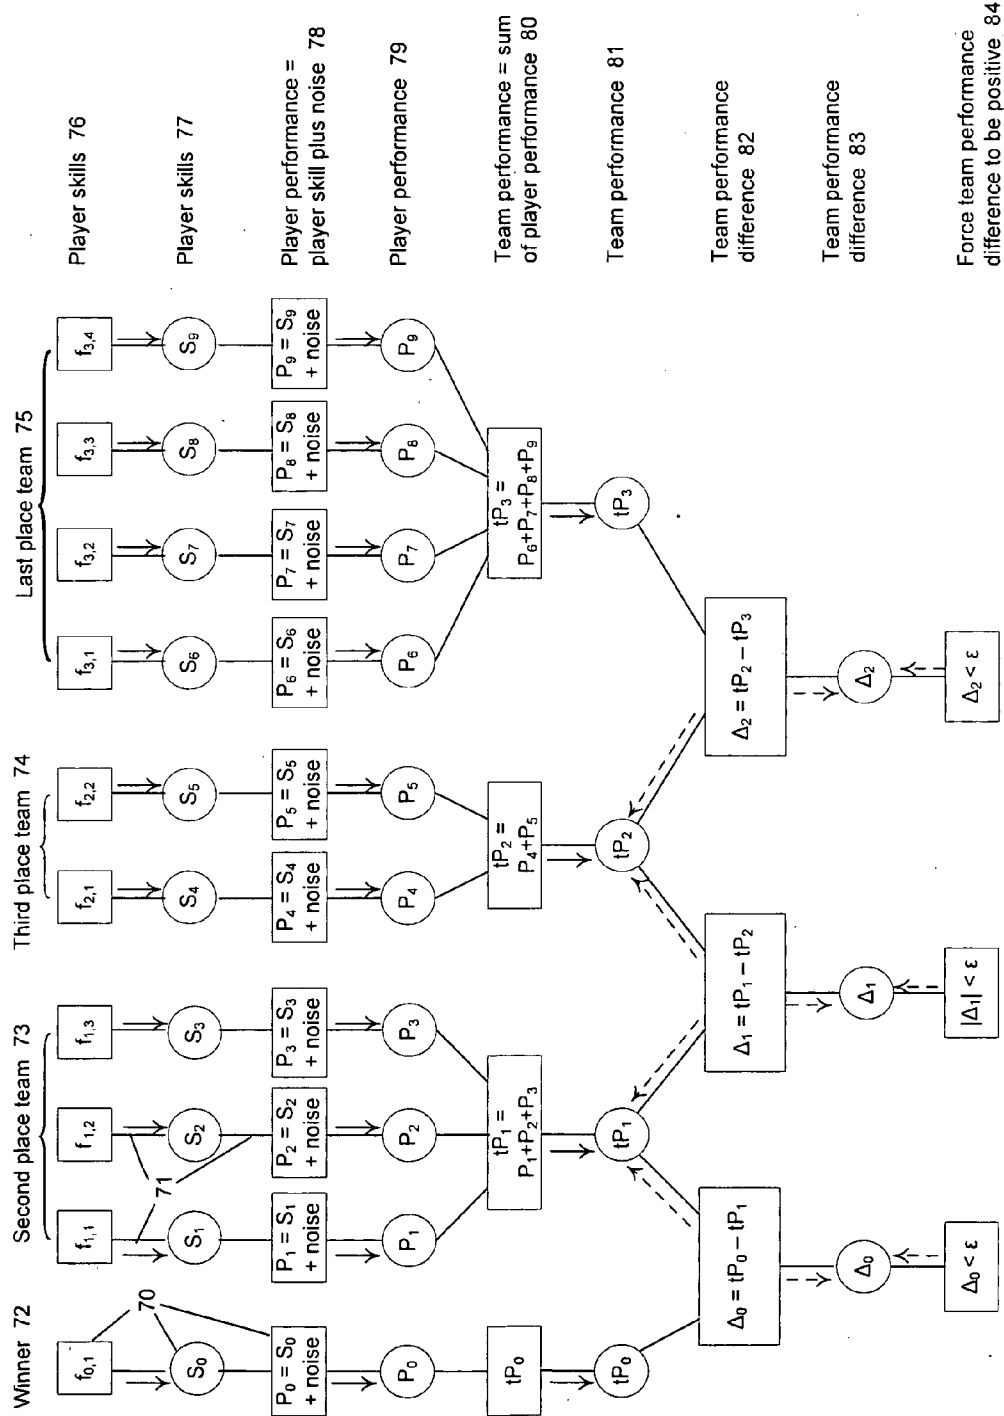 Winner 72
Second place team 73
Third place team 74
Last place team 75
f0,1
f1,1
f1,2
f1,3
f2,1
f2,2
f3,1
f3,2
f3,3
f3,4
Player skills 76
70
71
S0
S1
S2
S3
S4
S5
S6
S7
S8
S9
Player skills 77
P0 = S0
+ noise
P1 = S1
+ noise
P2 = S2
+ noise
P3 = S3
+ noise
P4 = S4
+ noise
P5 = S5
+ noise
P6 = S6
+ noise
P7 = S7
+ noise
P8 = S8
+ noise
P9 = S9
+ noise
Player performance =
player skill plus noise 78
P0
P1
P2
P3
P4
P5
P6
P7
P8
P9
Player performance 79
tP0
tP1 =
P1+P2+P3
tP2 =
P4+P5
tP3 =
P6+P7+P8+P9
Team performance = sum
of player performance 80
tP0
tP1
tP2
tP3
Team performance 81
Δ0 = tP0 – tP1
Δ1 = tP1 – tP2
Δ2 = tP2 – tP3
Team performance
difference 82
Δ0
Δ1
Δ2
Team performance
difference 83
Δ0 < ε
|Δ1| < ε
Δ2 < ε
Force team performance
difference to be positive 84